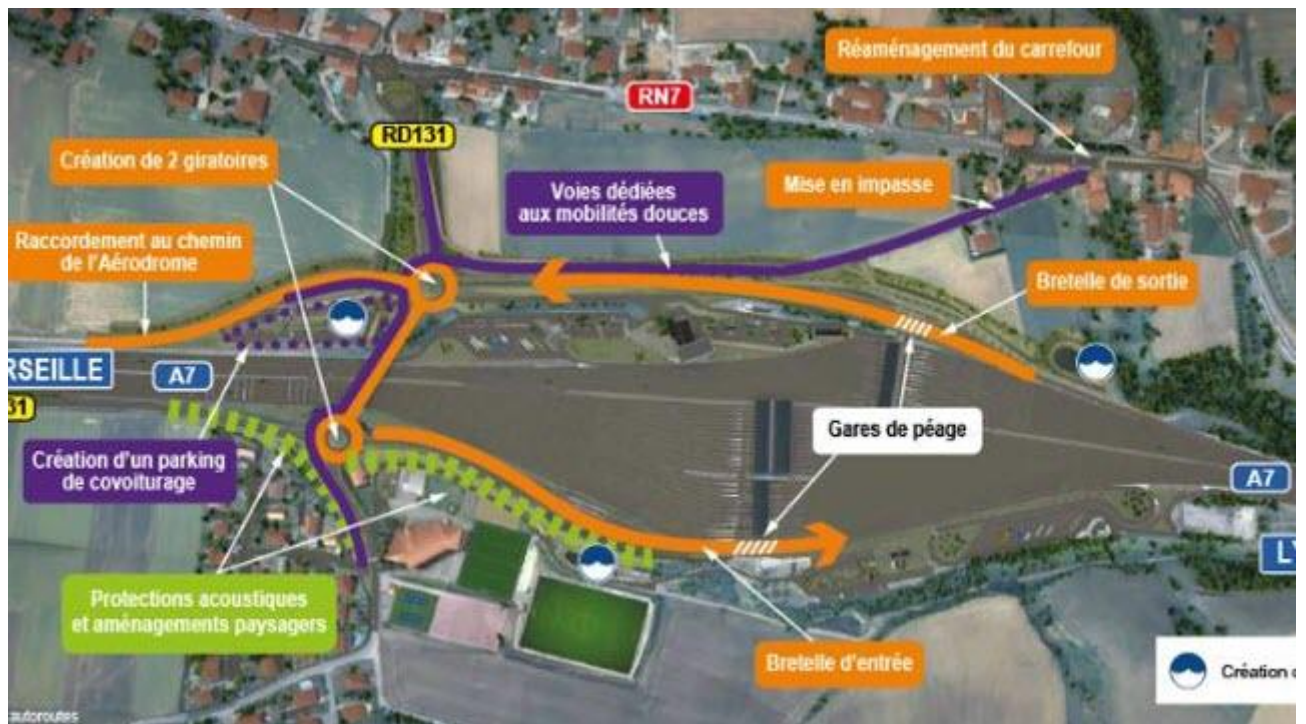 Réaménagement du carrefour
RN7
RD131
Création de 2 giratoires
Voies dédiées
aux mobilités douces
Mise en impasse
Raccordement au chemin
de l'Aérodrome
Bretelle de sortie
RSEILLE
A7
31
Gares de péage
Création d'un parking
de covoiturage
A7
LY
Protections acoustiques
et aménagements paysagers
Bretelle d'entrée
Création d
autoroutes